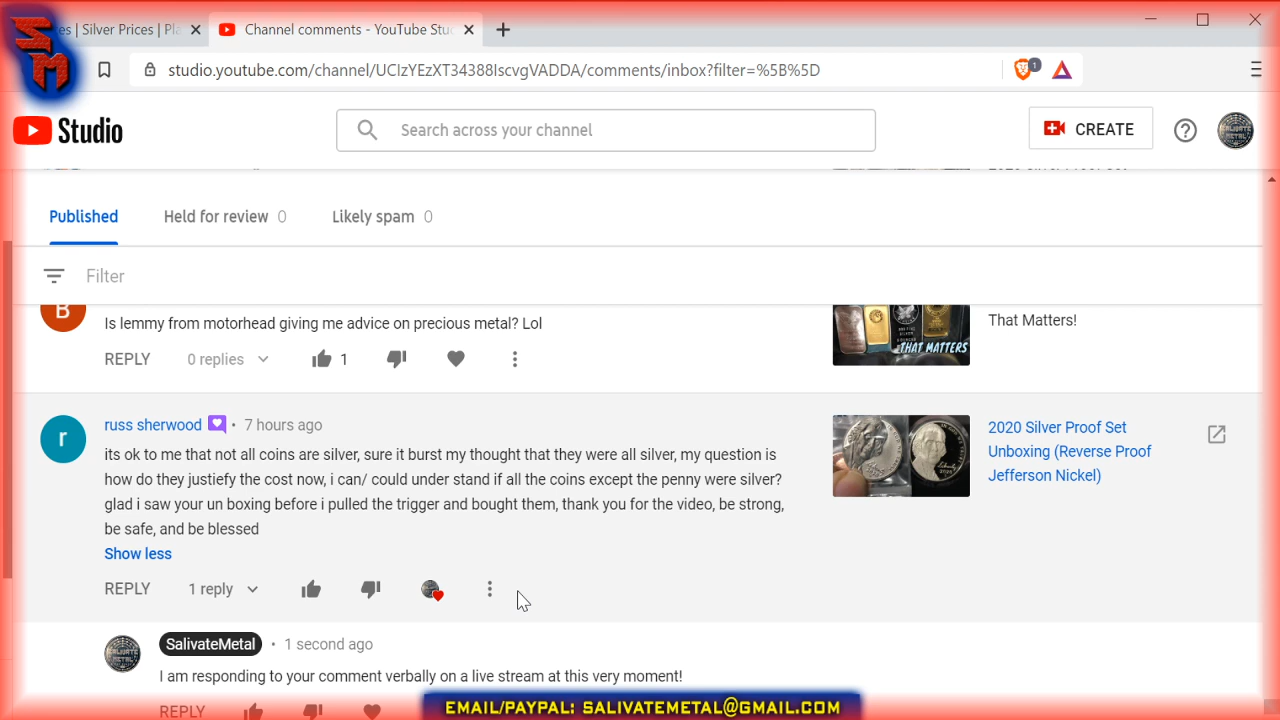 SM
es | Silver Prices | Pla
Channel comments - YouTube Stud
studio.youtube.com/channel/UCIzYEzXT34388IscvgVADDA/comments/inbox?filter=%5B%5D
1
Studio
Search across your channel
CREATE
Published
Held for review 0
Likely spam 0
Filter
B
Is lemmy from motorhead giving me advice on precious metal? Lol
REPLY
0 replies
1
THAT MATTERS
That Matters!
r
russ sherwood • 7 hours ago
its ok to me that not all coins are silver, sure it burst my thought that they were all silver, my question is
how do they justiefy the cost now, i can/ could under stand if all the coins except the penny were silver?
glad i saw your un boxing before i pulled the trigger and bought them, thank you for the video, be strong,
be safe, and be blessed
Show less
REPLY
1 reply
2020 Silver Proof Set
Unboxing (Reverse Proof
Jefferson Nickel)
SalivateMetal • 1 second ago
I am responding to your comment verbally on a live stream at this very moment!
REPLY
EMAIL/PAYPAL: SALIVATEMETAL@GMAIL.COM